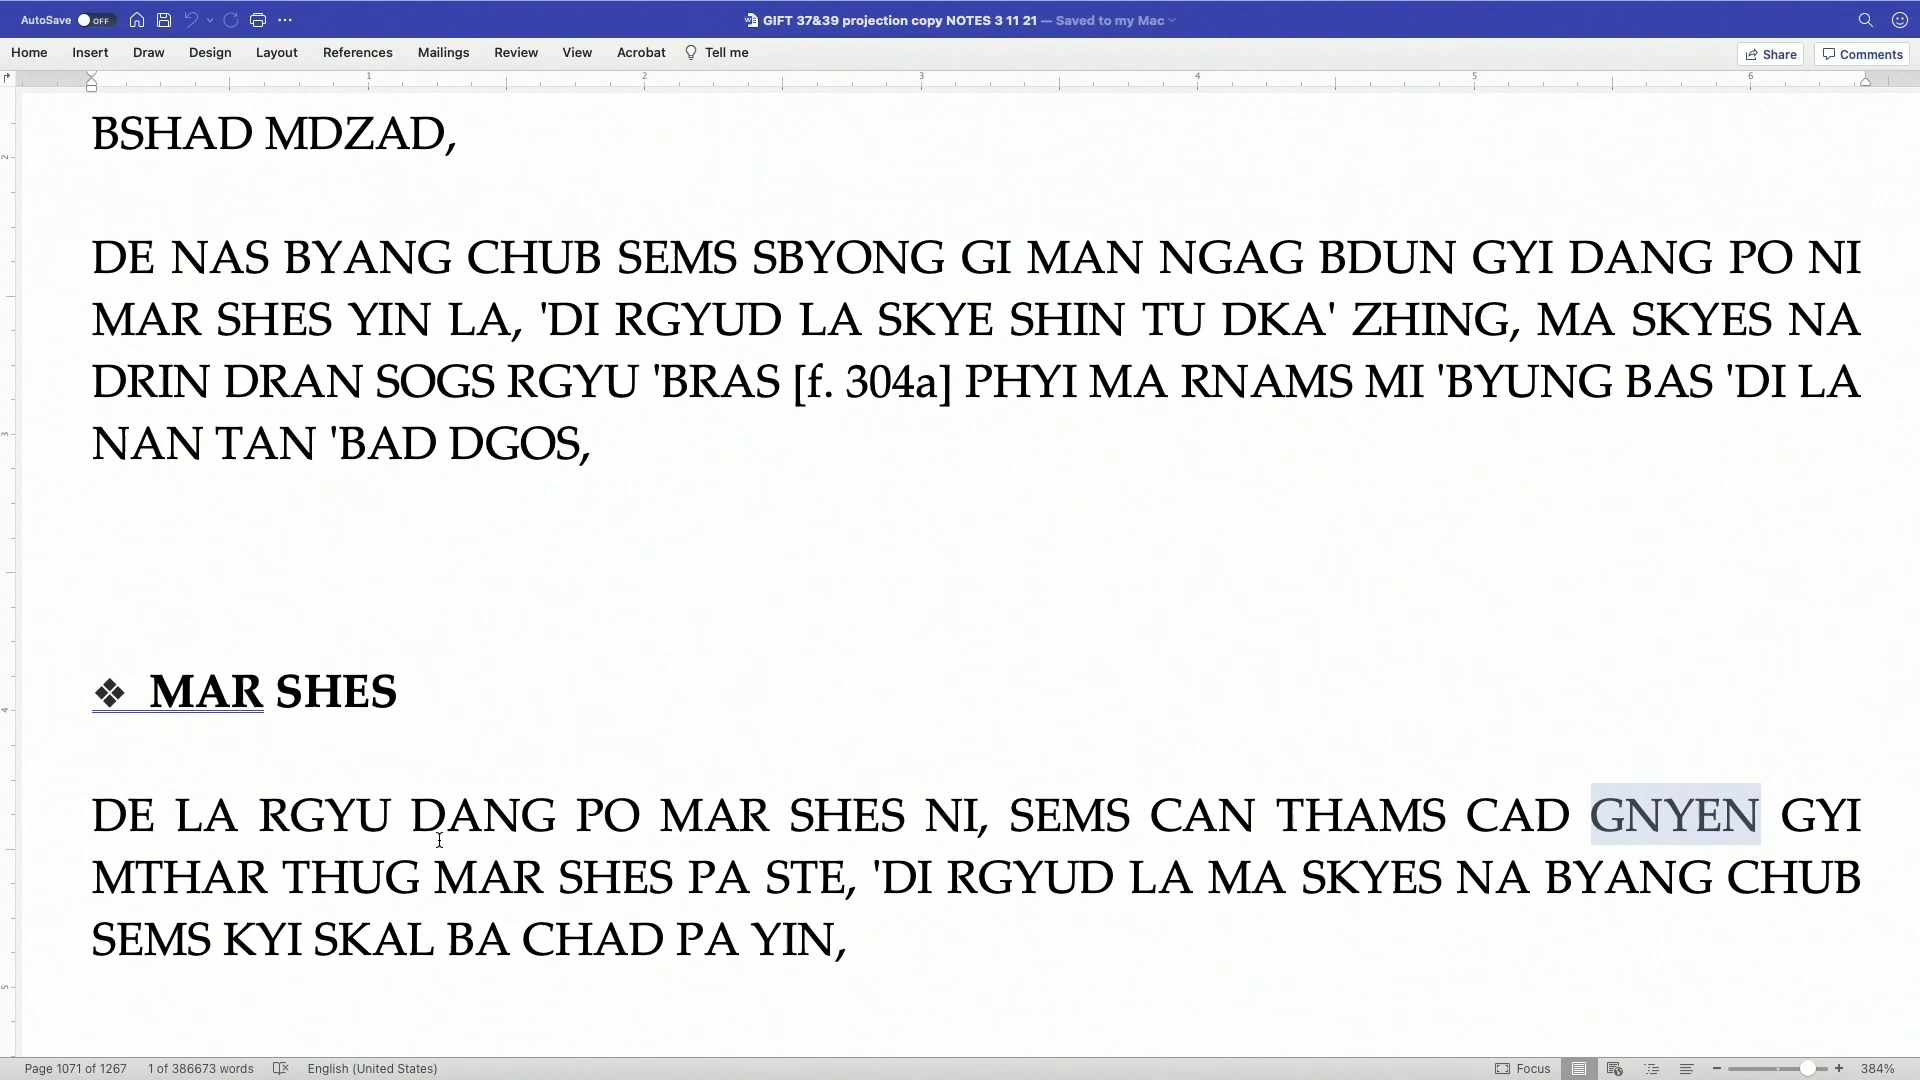 AutoSave OFF GIFT 37&39 projection copy NOTES 3 11 21 — Saved to my Mac
Home Insert Draw Design Layout References Mailings Review View Acrobat Tell me Share Comments
1 2 3 4 5 6
BSHAD MDZAD,
DE NAS BYANG CHUB SEMS SBYONG GI MAN NGAG BDUN GYI DANG PO NI
MAR SHES YIN LA, 'DI RGYUD LA SKYE SHIN TU DKA' ZHING, MA SKYES NA
DRIN DRAN SOGS RGYU 'BRAS [f. 304a] PHYI MA RNAMS MI 'BYUNG BAS 'DI LA
NAN TAN 'BAD DGOS,
❖ MAR SHES
DE LA RGYU DANG PO MAR SHES NI, SEMS CAN THAMS CAD GNYEN GYI
MTHAR THUG MAR SHES PA STE, 'DI RGYUD LA MA SKYES NA BYANG CHUB
SEMS KYI SKAL BA CHAD PA YIN,
Page 1071 of 1267 1 of 386673 words English (United States) Focus 384%